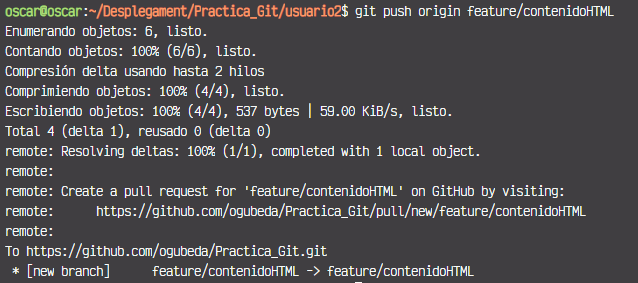 oscar@oscar:~/Desplegament/Practica_Git/usuario2$ git push origin feature/contenidoHTML
Enumerando objetos: 6, listo.
Contando objetos: 100% (6/6), listo.
Compresión delta usando hasta 2 hilos
Comprimiendo objetos: 100% (4/4), listo.
Escribiendo objetos: 100% (4/4), 537 bytes | 59.00 KiB/s, listo.
Total 4 (delta 1), reusado 0 (delta 0)
remote: Resolving deltas: 100% (1/1), completed with 1 local object.
remote:
remote: Create a pull request for 'feature/contenidoHTML' on GitHub by visiting:
remote:      https://github.com/ogubeda/Practica_Git/pull/new/feature/contenidoHTML
remote:
To https://github.com/ogubeda/Practica_Git.git
 * [new branch]      feature/contenidoHTML -> feature/contenidoHTML